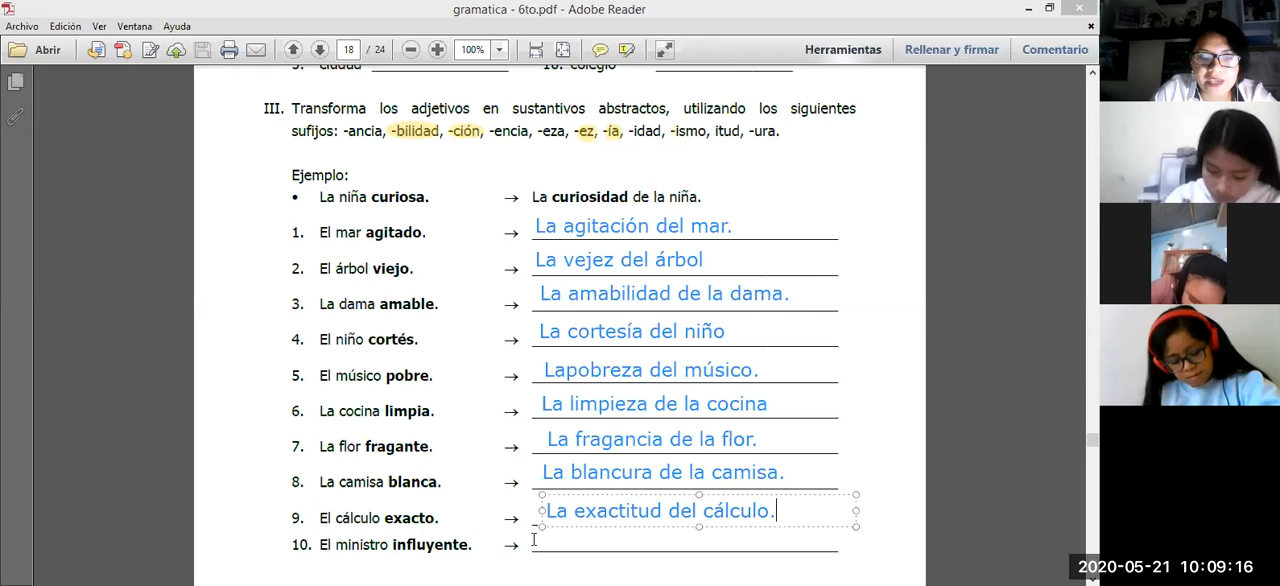 gramatica - 6to.pdf - Adobe Reader
Archivo Edición Ver Ventana Ayuda
Abrir 18 / 24 100% Herramientas Rellenar y firmar Comentario
ciudad 10. colegio
III. Transforma los adjetivos en sustantivos abstractos, utilizando los siguientes
sufijos: -ancia, -bilidad, -ción, -encia, -eza, -ez, -ía, -idad, -ismo, itud, -ura.
Ejemplo:
• La niña curiosa. → La curiosidad de la niña.
1. El mar agitado. → La agitación del mar.
2. El árbol viejo. → La vejez del árbol
3. La dama amable. → La amabilidad de la dama.
4. El niño cortés. → La cortesía del niño
5. El músico pobre. → Lapobreza del músico.
6. La cocina limpia. → La limpieza de la cocina
7. La flor fragante. → La fragancia de la flor.
8. La camisa blanca. → La blancura de la camisa.
9. El cálculo exacto. → La exactitud del cálculo.
10. El ministro influyente. →
2020-05-21 10:09:16